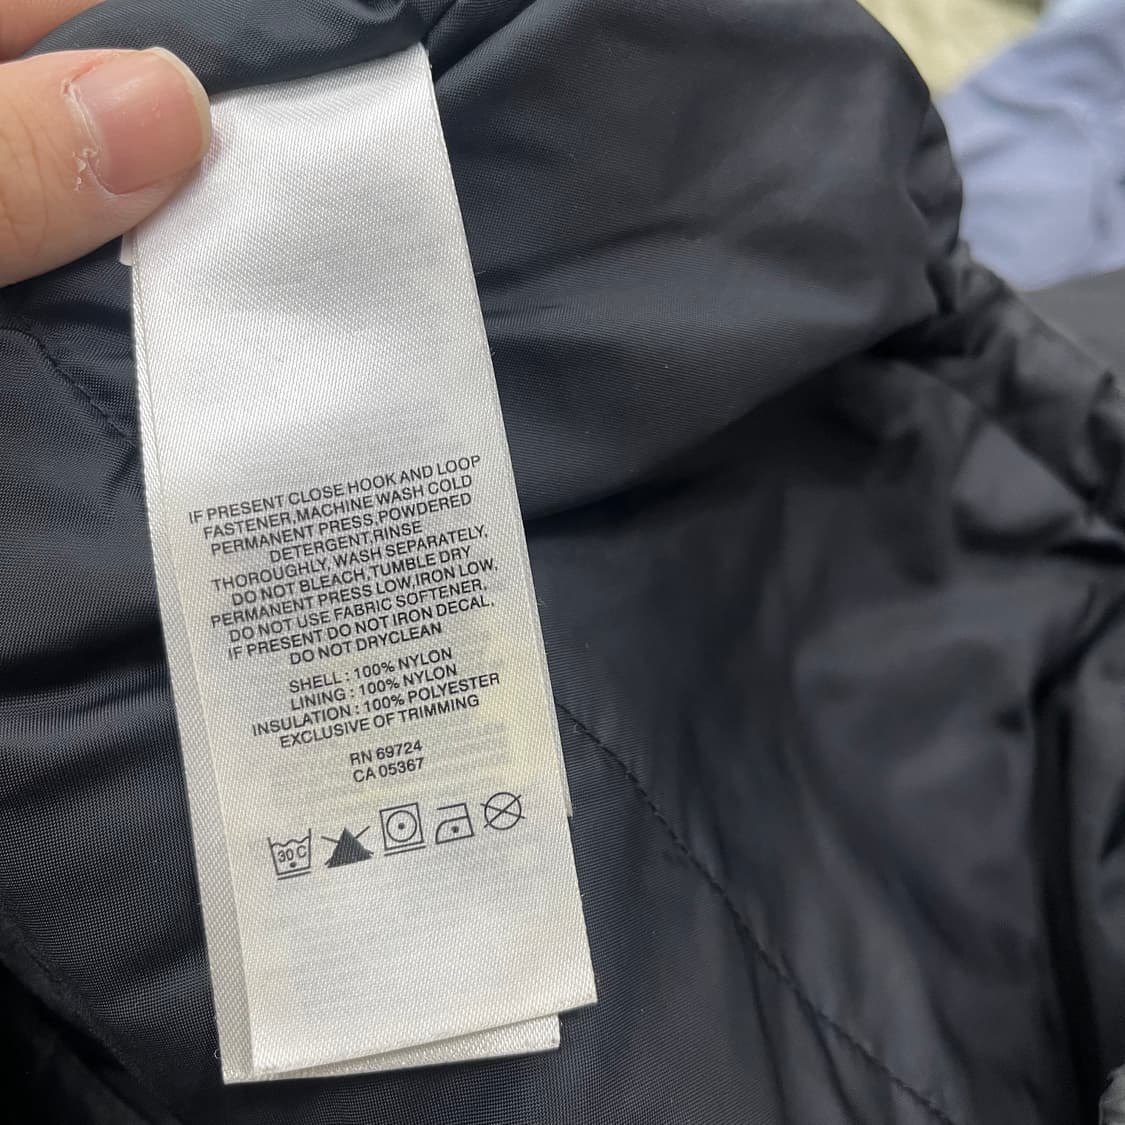 IF PRESENT CLOSE HOOK AND LOOP
FASTENER,MACHINE WASH COLD
PERMANENT PRESS,POWDERED
DETERGENT,RINSE
THOROUGHLY, WASH SEPARATELY,
DO NOT BLEACH,TUMBLE DRY
PERMANENT PRESS LOW,IRON LOW,
DO NOT USE FABRIC SOFTENER,
IF PRESENT DO NOT IRON DECAL,
DO NOT DRYCLEAN
SHELL : 100% NYLON
LINING : 100% NYLON
INSULATION : 100% POLYESTER
EXCLUSIVE OF TRIMMING
RN 69724
CA 05367
30 C